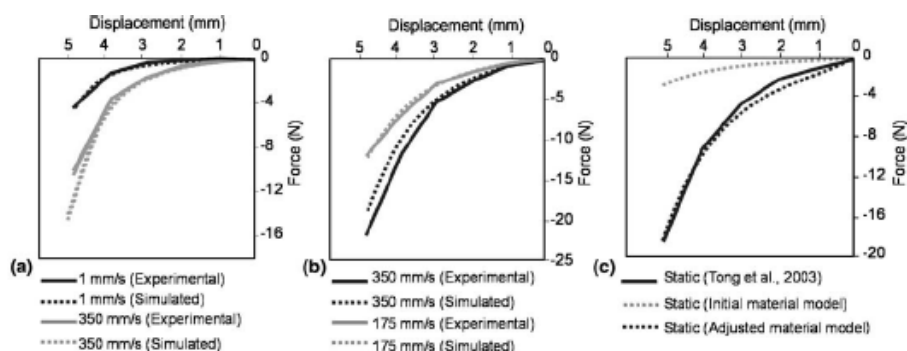 Displacement (mm)
5 4 3 2 1 0
0
-4
-8
-12
-16
Force (N)
(a)
1 mm/s (Experimental)
1 mm/s (Simulated)
350 mm/s (Experimental)
350 mm/s (Simulated)
Displacement (mm)
5 4 3 2 1 0
0
-5
-10
-15
-20
-25
Force (N)
(b)
350 mm/s (Experimental)
350 mm/s (Simulated)
175 mm/s (Experimental)
175 mm/s (Simulated)
Displacement (mm)
5 4 3 2 1 0
0
-4
-8
-12
-16
-20
Force (N)
(c)
Static (Tong et al., 2003)
Static (Initial material model)
Static (Adjusted material model)